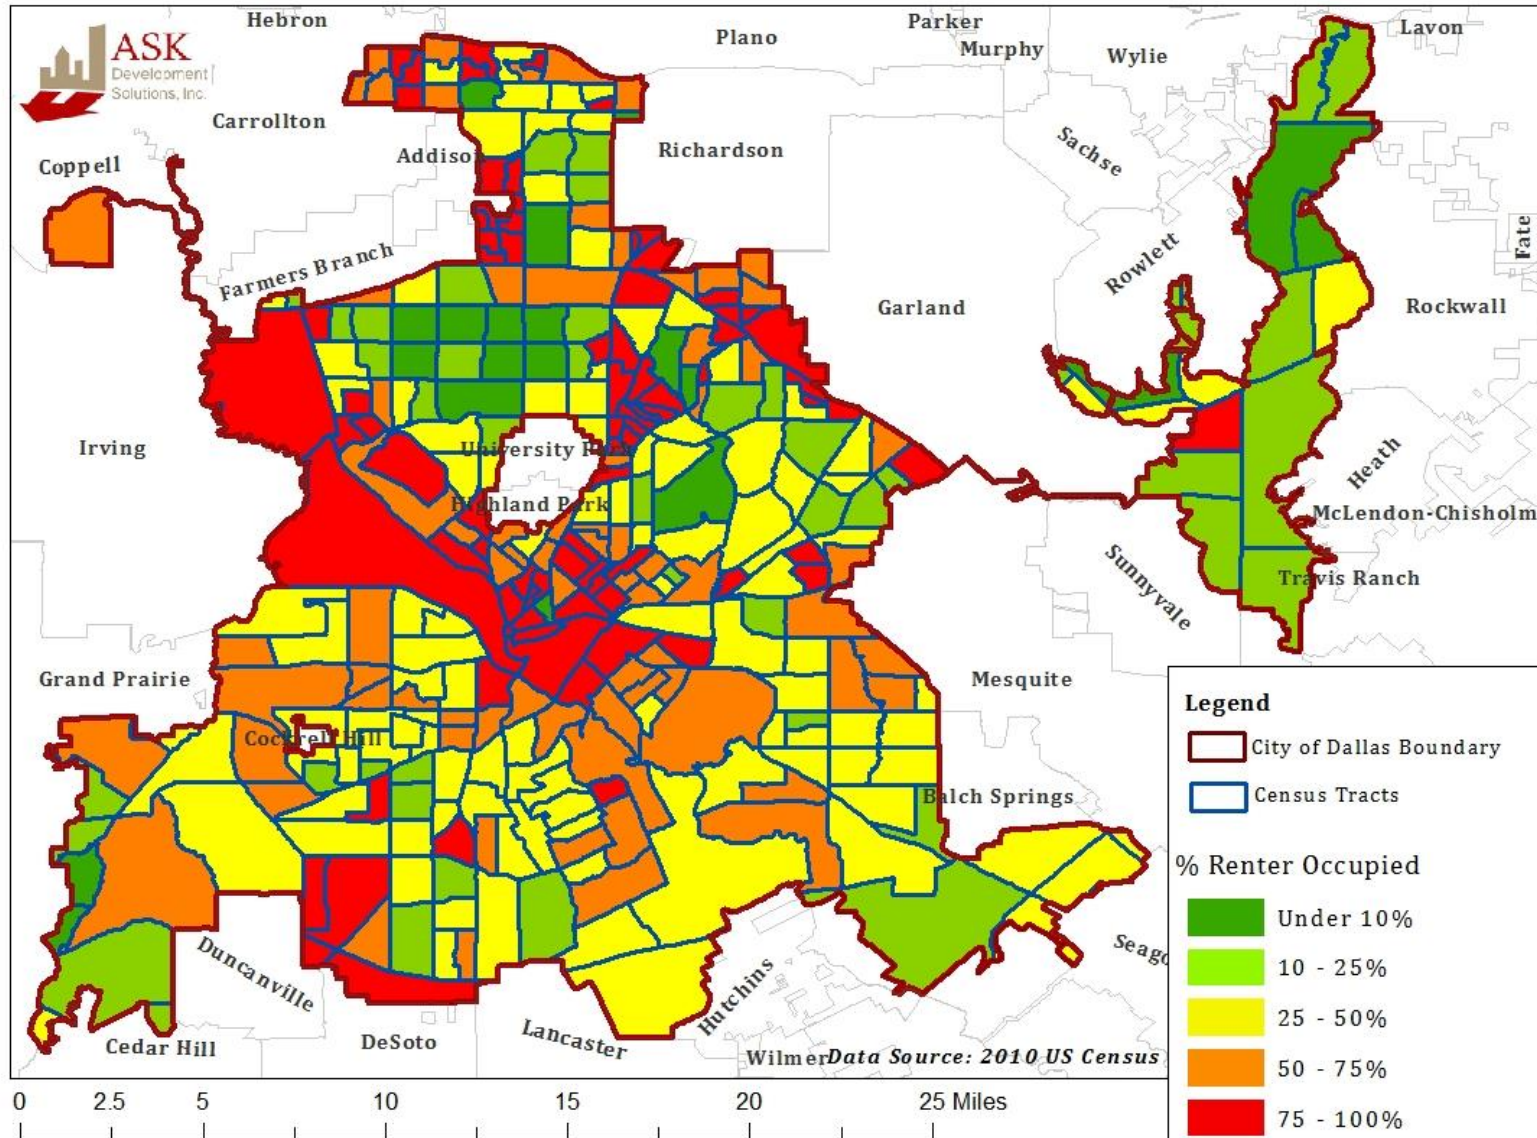 Hebron
Parker
Lavon
ASK
Development
Solutions, Inc.
Plano
Murphy
Wylie
Carrollton
Addison
Richardson
Sachse
Coppell
Farmers Branch
Rowlett
Fate
Garland
Rockwall
Irving
University Park
Heath
Highland Park
McLendon-Chisholm
Sunnyvale
Travis Ranch
Grand Prairie
Mesquite
Cockrell Hill
Balch Springs
Duncanville
Seago
Hutchins
Cedar Hill
DeSoto
Lancaster
Wilmer
Data Source: 2010 US Census
Legend
City of Dallas Boundary
Census Tracts
% Renter Occupied
Under 10%
10 - 25%
25 - 50%
50 - 75%
75 - 100%
0 2.5 5 10 15 20 25 Miles